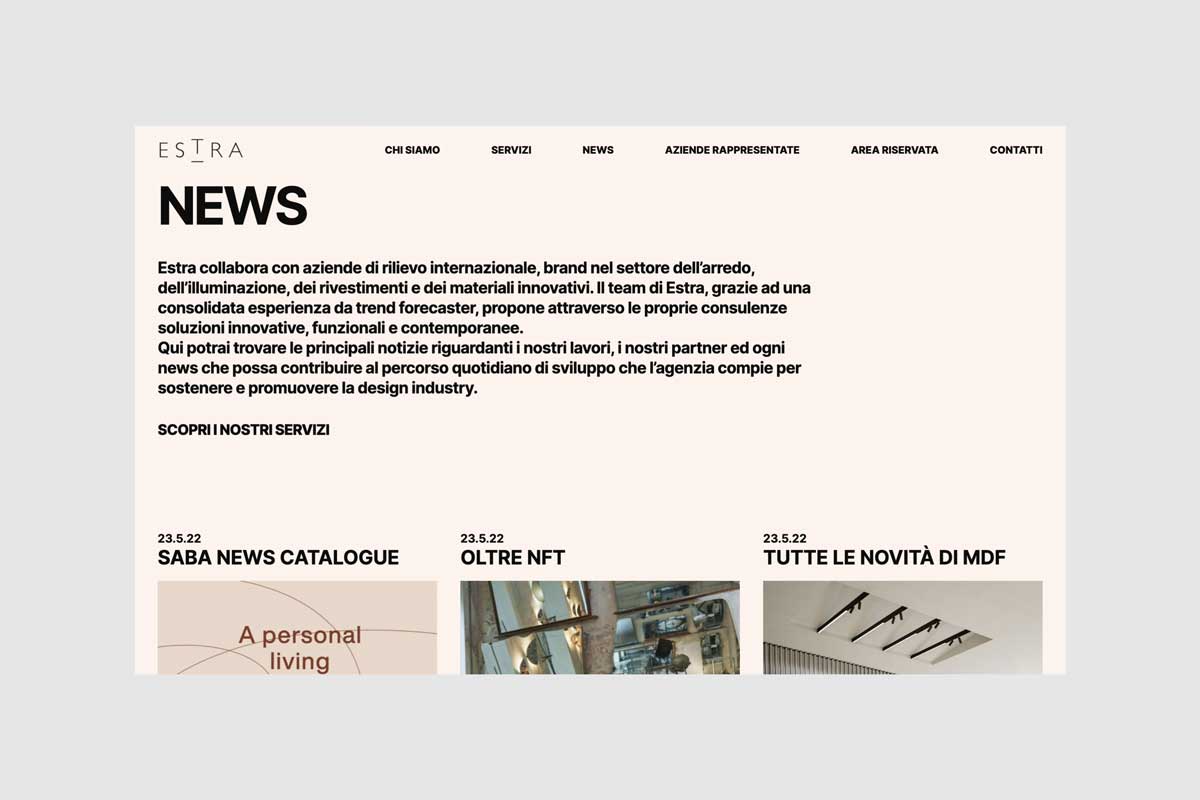 ESTRA
CHI SIAMO
SERVIZI
NEWS
AZIENDE RAPPRESENTATE
AREA RISERVATA
CONTATTI
NEWS
Estra collabora con aziende di rilievo internazionale, brand nel settore dell’arredo,
dell’illuminazione, dei rivestimenti e dei materiali innovativi. Il team di Estra, grazie ad una
consolidata esperienza da trend forecaster, propone attraverso le proprie consulenze
soluzioni innovative, funzionali e contemporanee.
Qui potrai trovare le principali notizie riguardanti i nostri lavori, i nostri partner ed ogni
news che possa contribuire al percorso quotidiano di sviluppo che l’agenzia compie per
sostenere e promuovere la design industry.
SCOPRI I NOSTRI SERVIZI
23.5.22
SABA NEWS CATALOGUE
A personal
living
23.5.22
OLTRE NFT
23.5.22
TUTTE LE NOVITÀ DI MDF